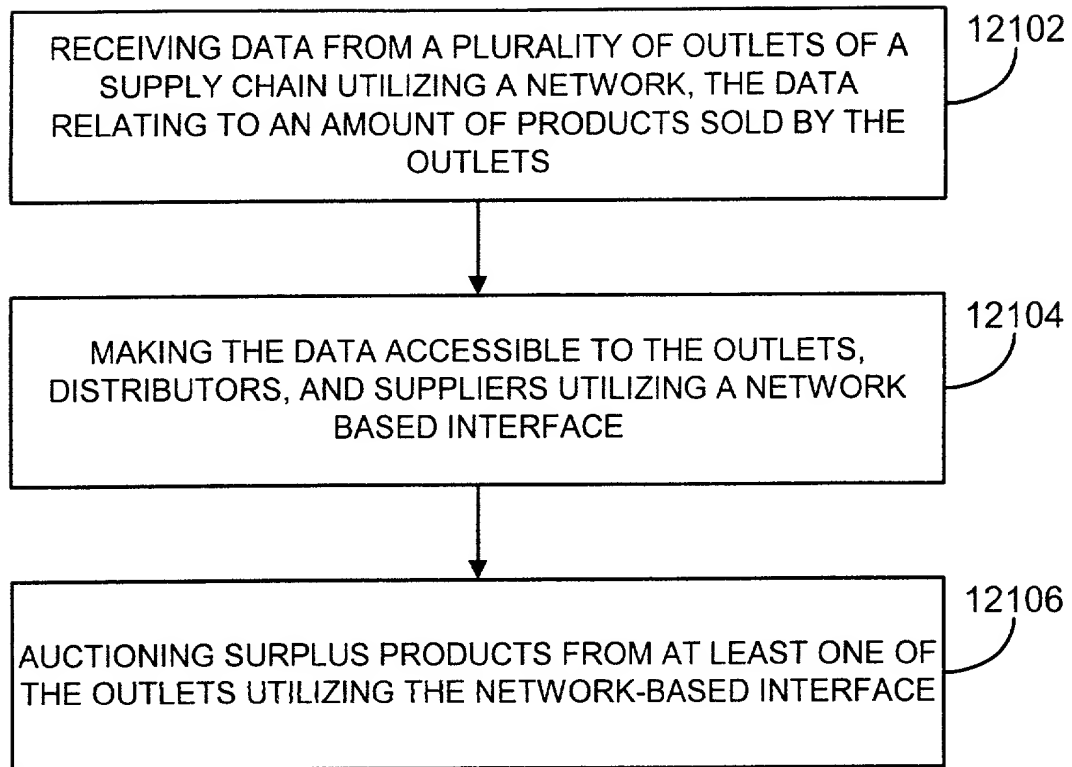 12102
RECEIVING DATA FROM A PLURALITY OF OUTLETS OF A
SUPPLY CHAIN UTILIZING A NETWORK, THE DATA
RELATING TO AN AMOUNT OF PRODUCTS SOLD BY THE
OUTLETS
12104
MAKING THE DATA ACCESSIBLE TO THE OUTLETS,
DISTRIBUTORS, AND SUPPLIERS UTILIZING A NETWORK
BASED INTERFACE
12106
AUCTIONING SURPLUS PRODUCTS FROM AT LEAST ONE OF
THE OUTLETS UTILIZING THE NETWORK-BASED INTERFACE